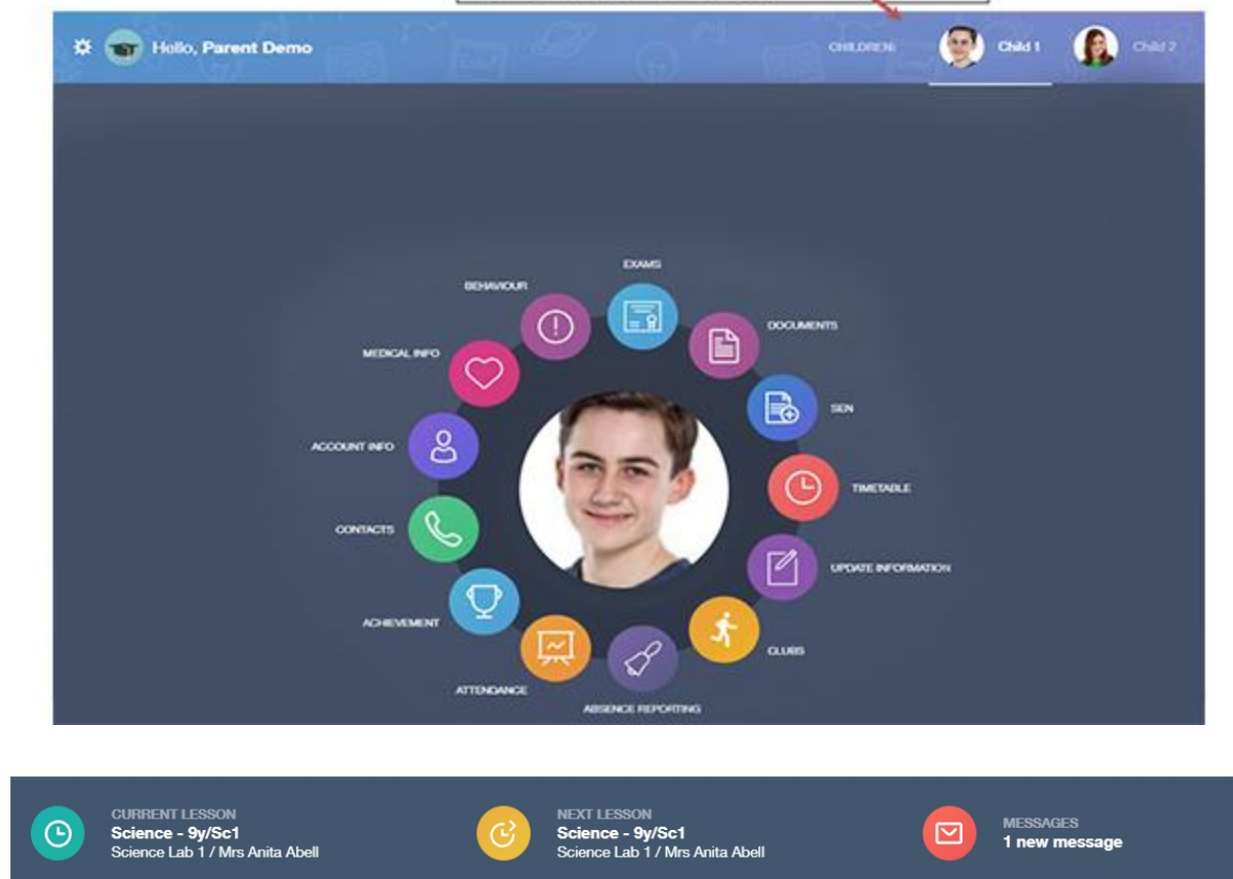 Hello, Parent Demo
CHILDREN:
Child 1
Child 2
EXAMS
BEHAVIOUR
DOCUMENTS
MEDICAL INFO
SEN
ACCOUNT INFO
TIMETABLE
CONTACTS
UPDATE INFORMATION
ACHIEVEMENT
CLUBS
ATTENDANCE
ABSENCE REPORTING
CURRENT LESSON
Science - 9y/Sc1
Science Lab 1 / Mrs Anita Abell
NEXT LESSON
Science - 9y/Sc1
Science Lab 1 / Mrs Anita Abell
MESSAGES
1 new message